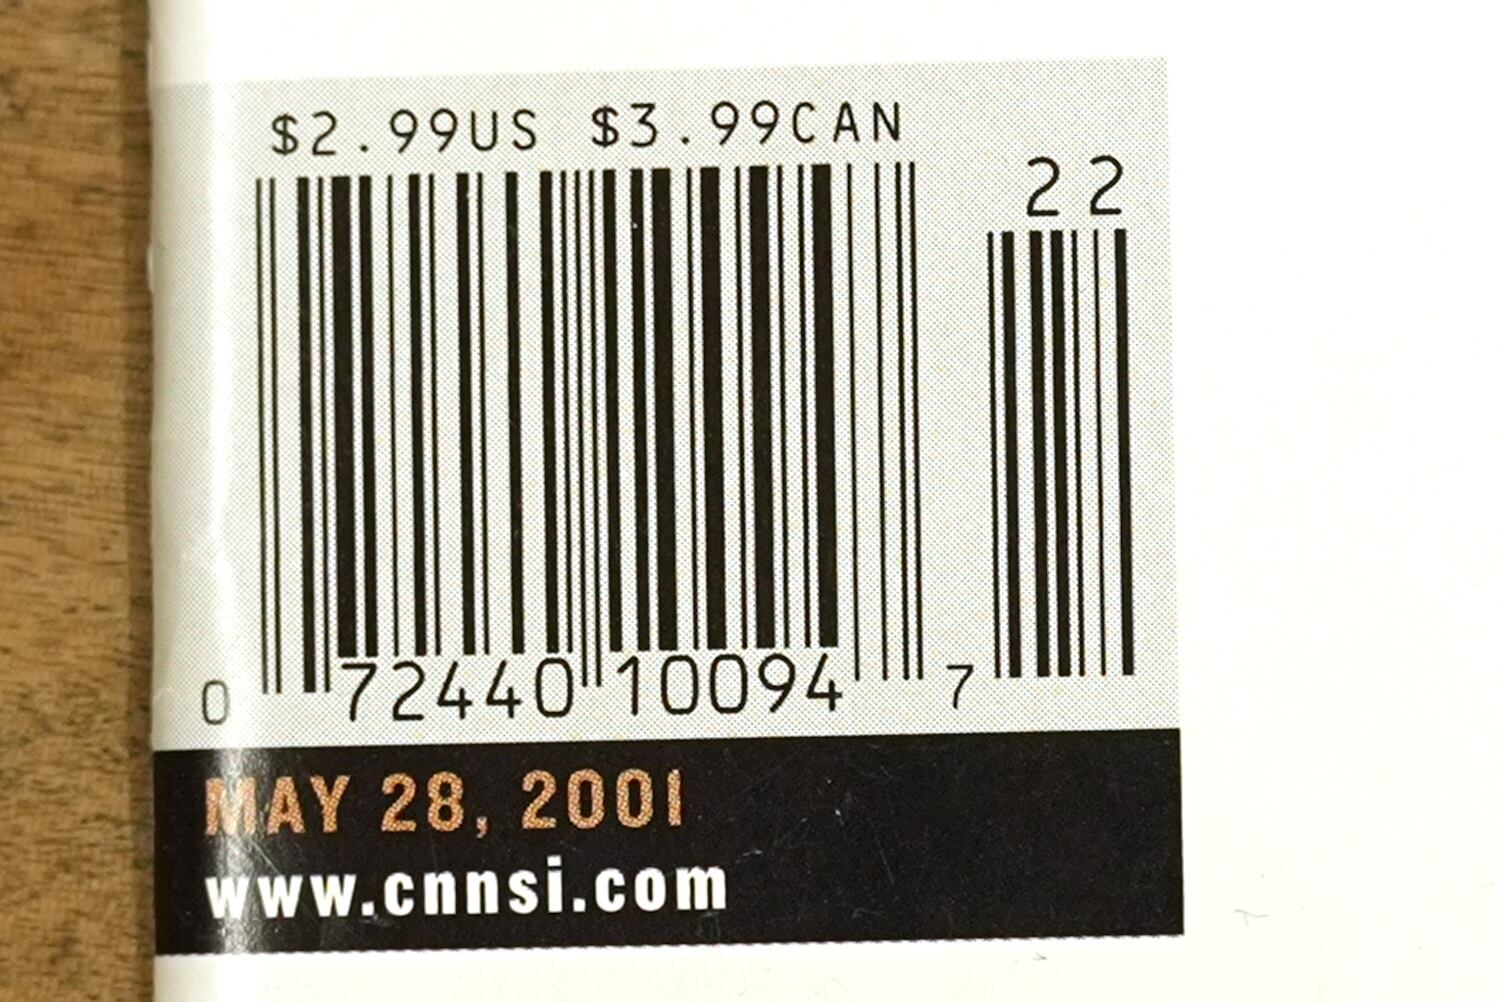 $2.99US $3.99CAN
22
0 72440 10094 7
MAY 28, 2001
www.cnnsi.com